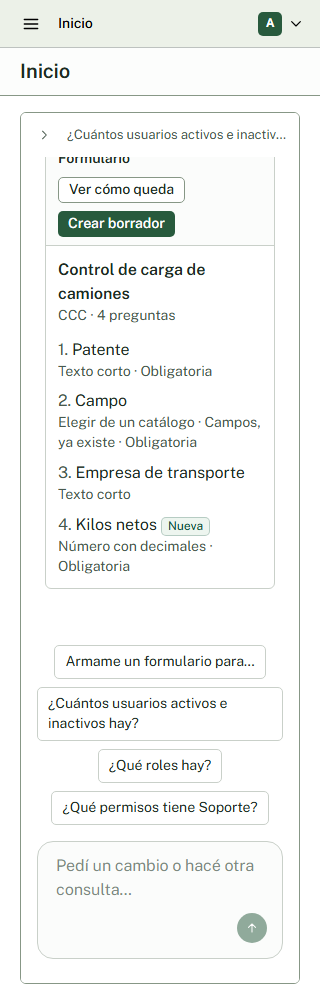 Inicio
A
Inicio
¿Cuántos usuarios activos e inactiv...
Formulario
Ver cómo queda
Crear borrador
Control de carga de
camiones
CCC · 4 preguntas
1. Patente
Texto corto · Obligatoria
2. Campo
Elegir de un catálogo · Campos,
ya existe · Obligatoria
3. Empresa de transporte
Texto corto
4. Kilos netos Nueva
Número con decimales ·
Obligatoria
Armame un formulario para...
¿Cuántos usuarios activos e
inactivos hay?
¿Qué roles hay?
¿Qué permisos tiene Soporte?
Pedí un cambio o hacé otra
consulta...